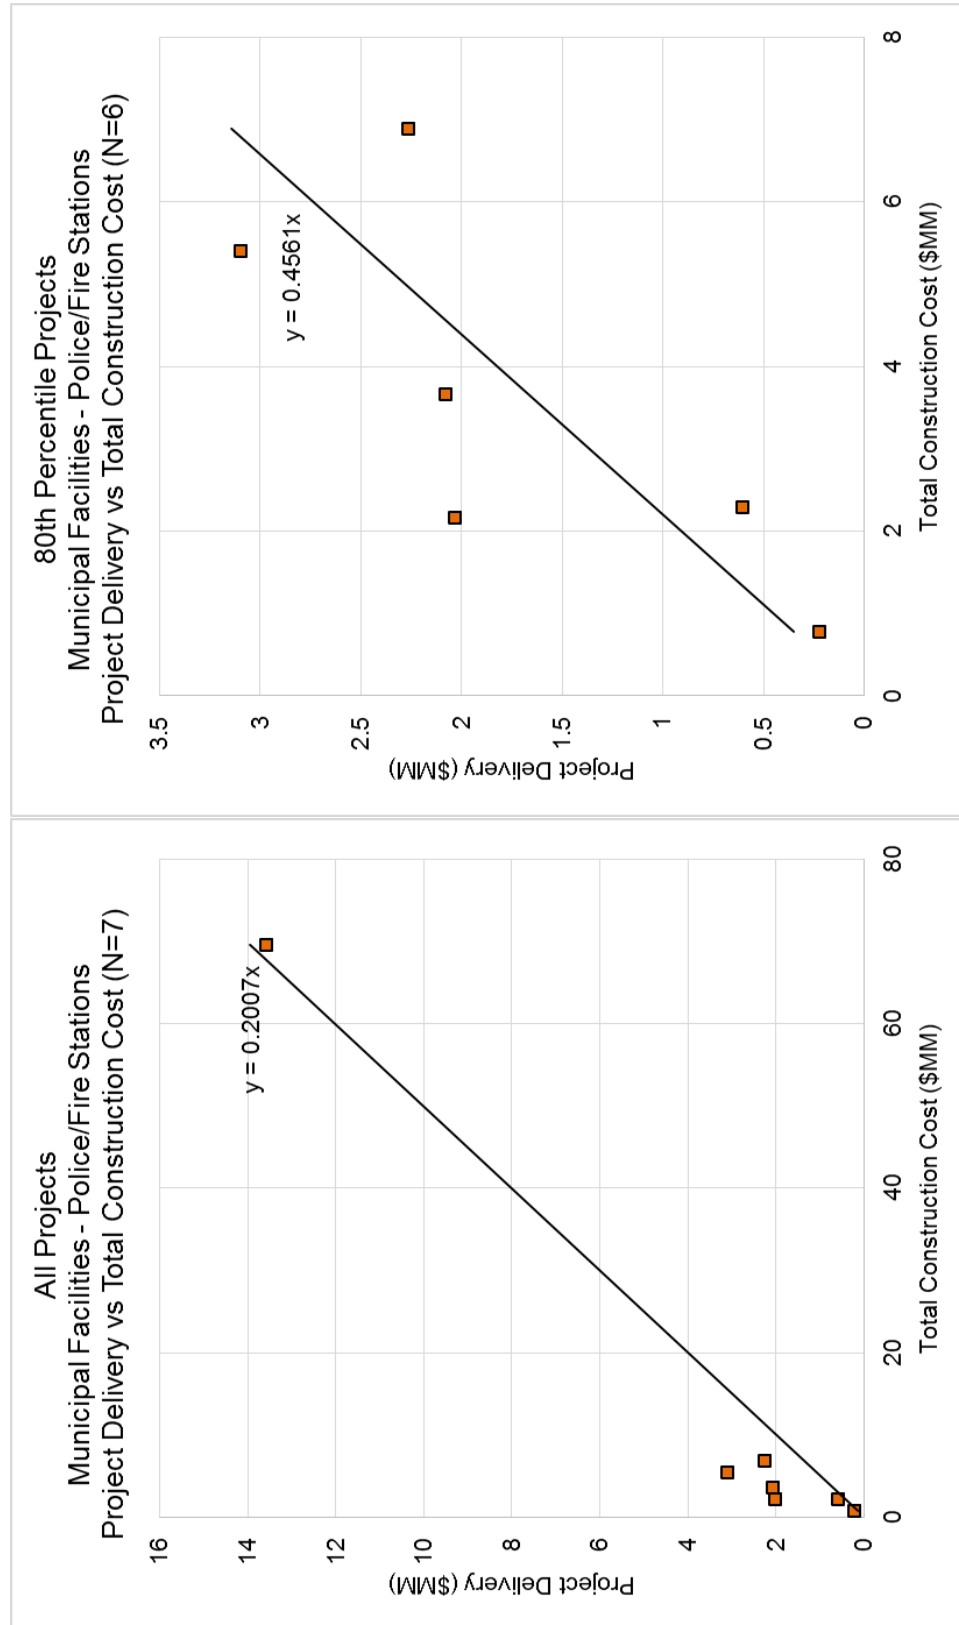 All Projects
Municipal Facilities - Police/Fire Stations
Project Delivery vs Total Construction Cost (N=7)
16
14
12
10
8
6
4
2
0
Project Delivery ($MM)
y = 0.2007x
0
20
40
60
80
Total Construction Cost ($MM)
80th Percentile Projects
Municipal Facilities - Police/Fire Stations
Project Delivery vs Total Construction Cost (N=6)
3.5
3
2.5
2
1.5
1
0.5
0
Project Delivery ($MM)
y = 0.4561x
0
2
4
6
8
Total Construction Cost ($MM)